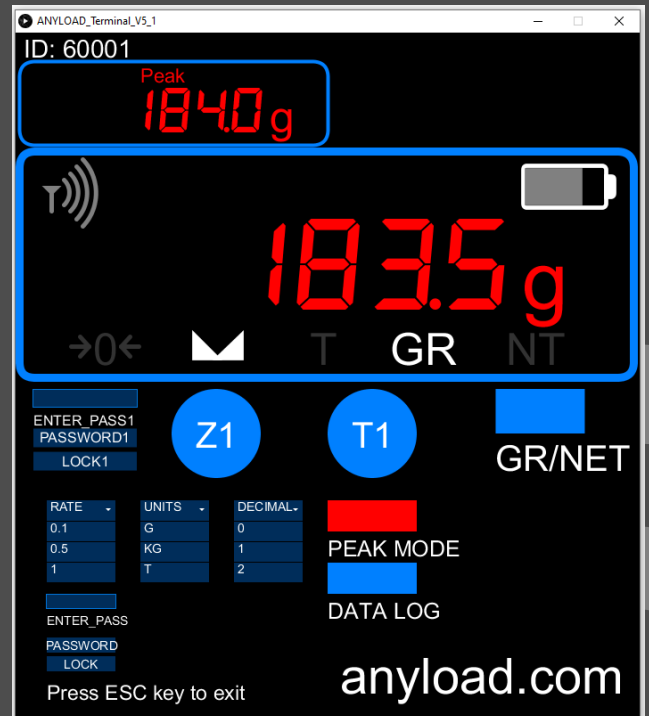 ANYLOAD_Terminal_V5_1
ID: 60001
Peak
184.0 g
183.5 g
→0← T GR NT
ENTER_PASS1
PASSWORD1
LOCK1
Z1
T1
GR/NET
RATE UNITS DECIMAL
0.1 G 0
0.5 KG 1
1 T 2
PEAK MODE
DATA LOG
ENTER_PASS
PASSWORD
LOCK
Press ESC key to exit
anyload.com